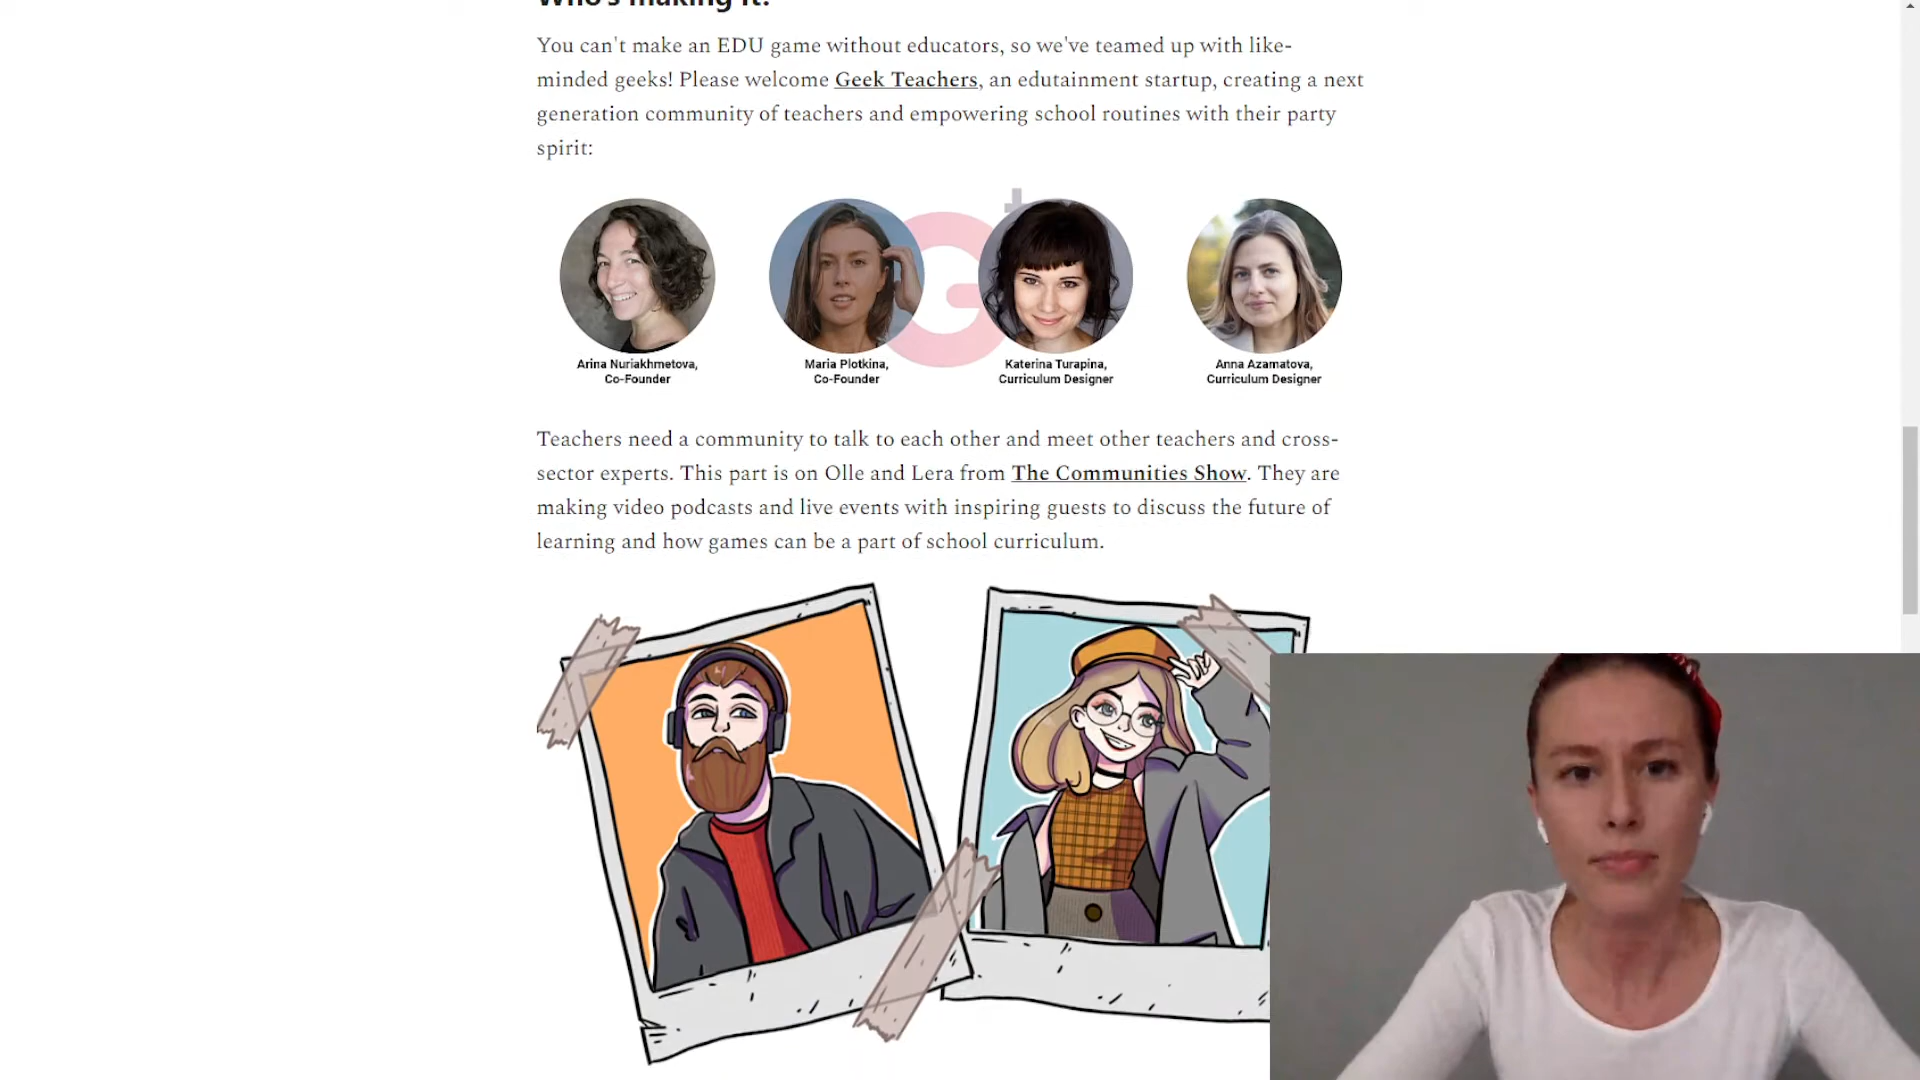 Who's making it?
You can't make an EDU game without educators, so we've teamed up with like-
minded geeks! Please welcome Geek Teachers, an edutainment startup, creating a next
generation community of teachers and empowering school routines with their party
spirit:
Arina Nuriakhmetova,
Co-Founder
Maria Plotkina,
Co-Founder
Katerina Turapina,
Curriculum Designer
Anna Azamatova,
Curriculum Designer
Teachers need a community to talk to each other and meet other teachers and cross-
sector experts. This part is on Olle and Lera from The Communities Show. They are
making video podcasts and live events with inspiring guests to discuss the future of
learning and how games can be a part of school curriculum.